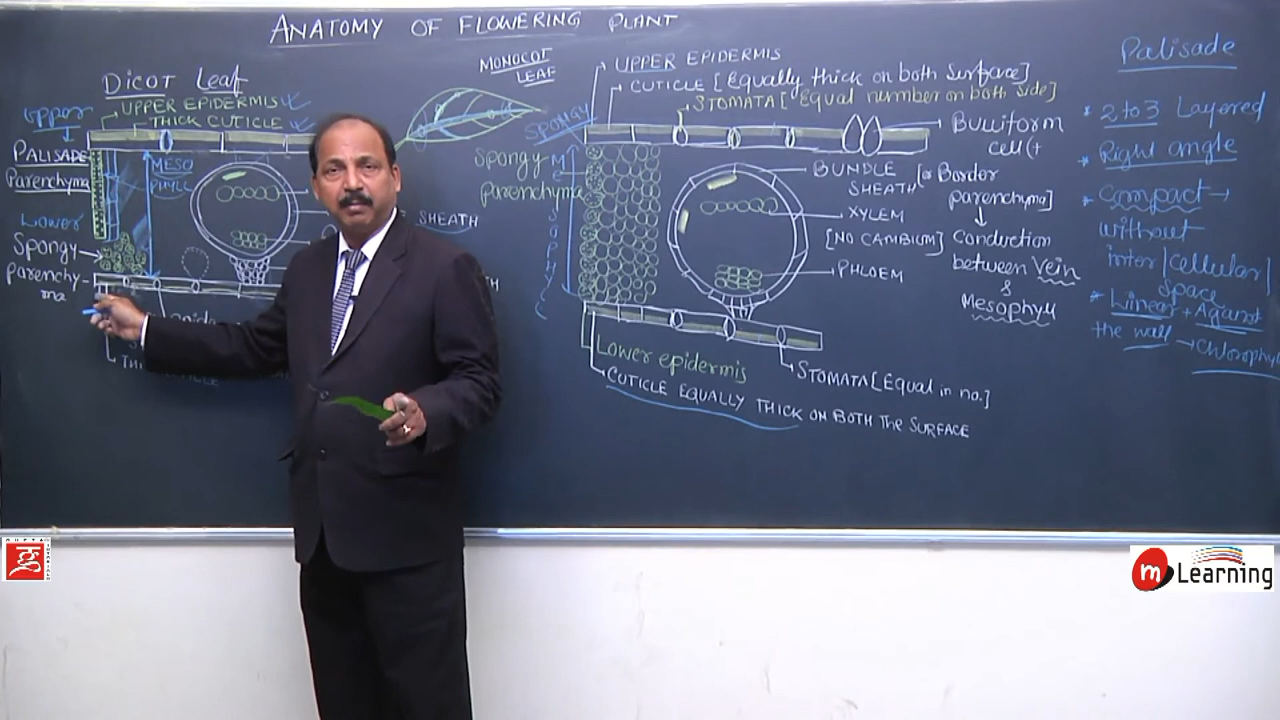 ANATOMY OF FLOWERING PLANT
DICOT Leaf
Upper
UPPER EPIDERMIS
THICK CUTICLE
PALISADE
Parenchyma
MESO
PHYLL
Lower
Spongy
parenchy-
ma
SHEATH
MONOCOT
LEAF
UPPER EPIDERMIS
CUTICLE [Equally thick on both Surface]
STOMATA [Equal number on both side]
SPONGY
Spongy
parenchyma
Bulliform
cell (+
BUNDLE
SHEATH [or Border
parenchyma]
XYLEM
[NO CAMBIUM]
Conduction
between Vein
&
Mesophyll
PHLOEM
Lower epidermis
STOMATA [Equal in no.]
CUTICLE EQUALLY THICK ON BOTH THE SURFACE
Palisade
* 2 to 3 Layered
* Right angle
* Compact →
without
inter/cellular
Space
* Linear + Against
the wall → Chlorophyll
m Learning